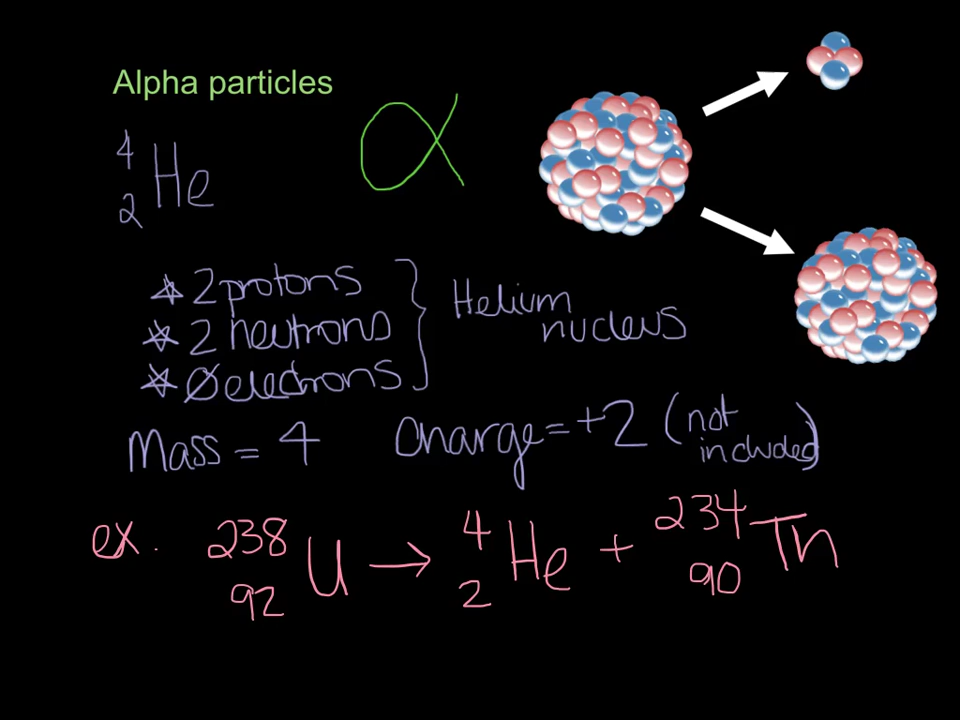 Alpha particles
α
4
2 He
* 2 protons
* 2 neutrons
* 0 electrons
} Helium
nucleus
Mass = 4 Charge = +2 (not
included)
ex. 238
92 U → 4
2 He + 234
90 Th